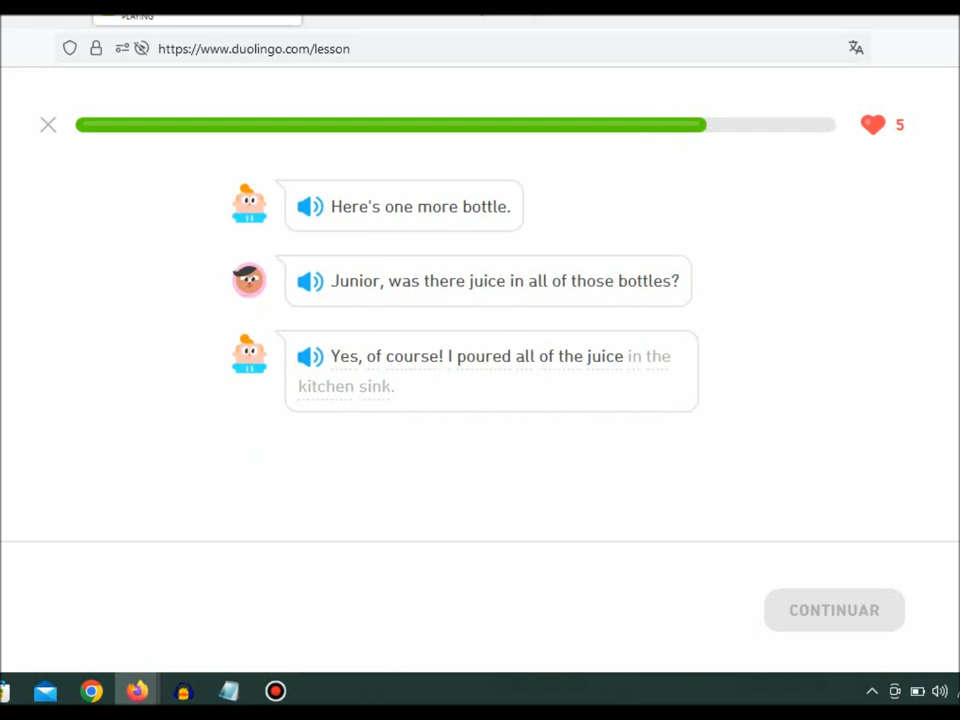 PLAYING
https://www.duolingo.com/lesson
5
Here's one more bottle.
Junior, was there juice in all of those bottles?
Yes, of course! I poured all of the juice in the
kitchen sink.
CONTINUAR